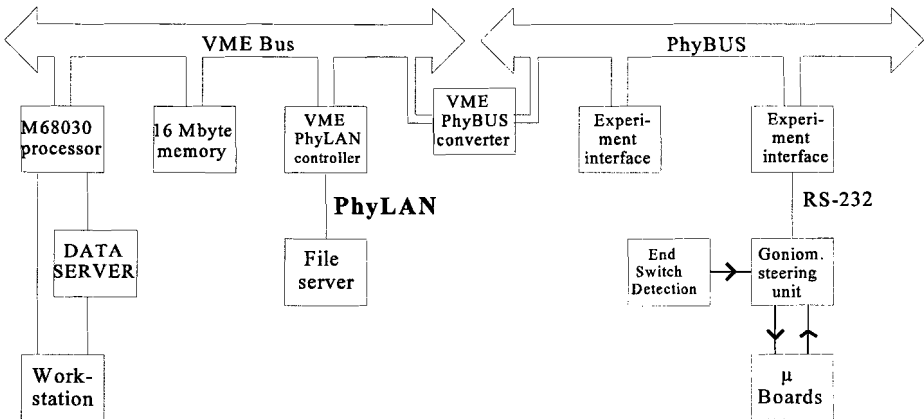 VME Bus
PhyBUS
M68030
processor
16 Mbyte
memory
VME
PhyLAN
controller
VME
PhyBUS
converter
Experi-
ment
interface
Experi-
ment
interface
PhyLAN
RS-232
DATA
SERVER
File
server
End
Switch
Detection
Goniom.
steering
unit
Work-
station
μ
Boards